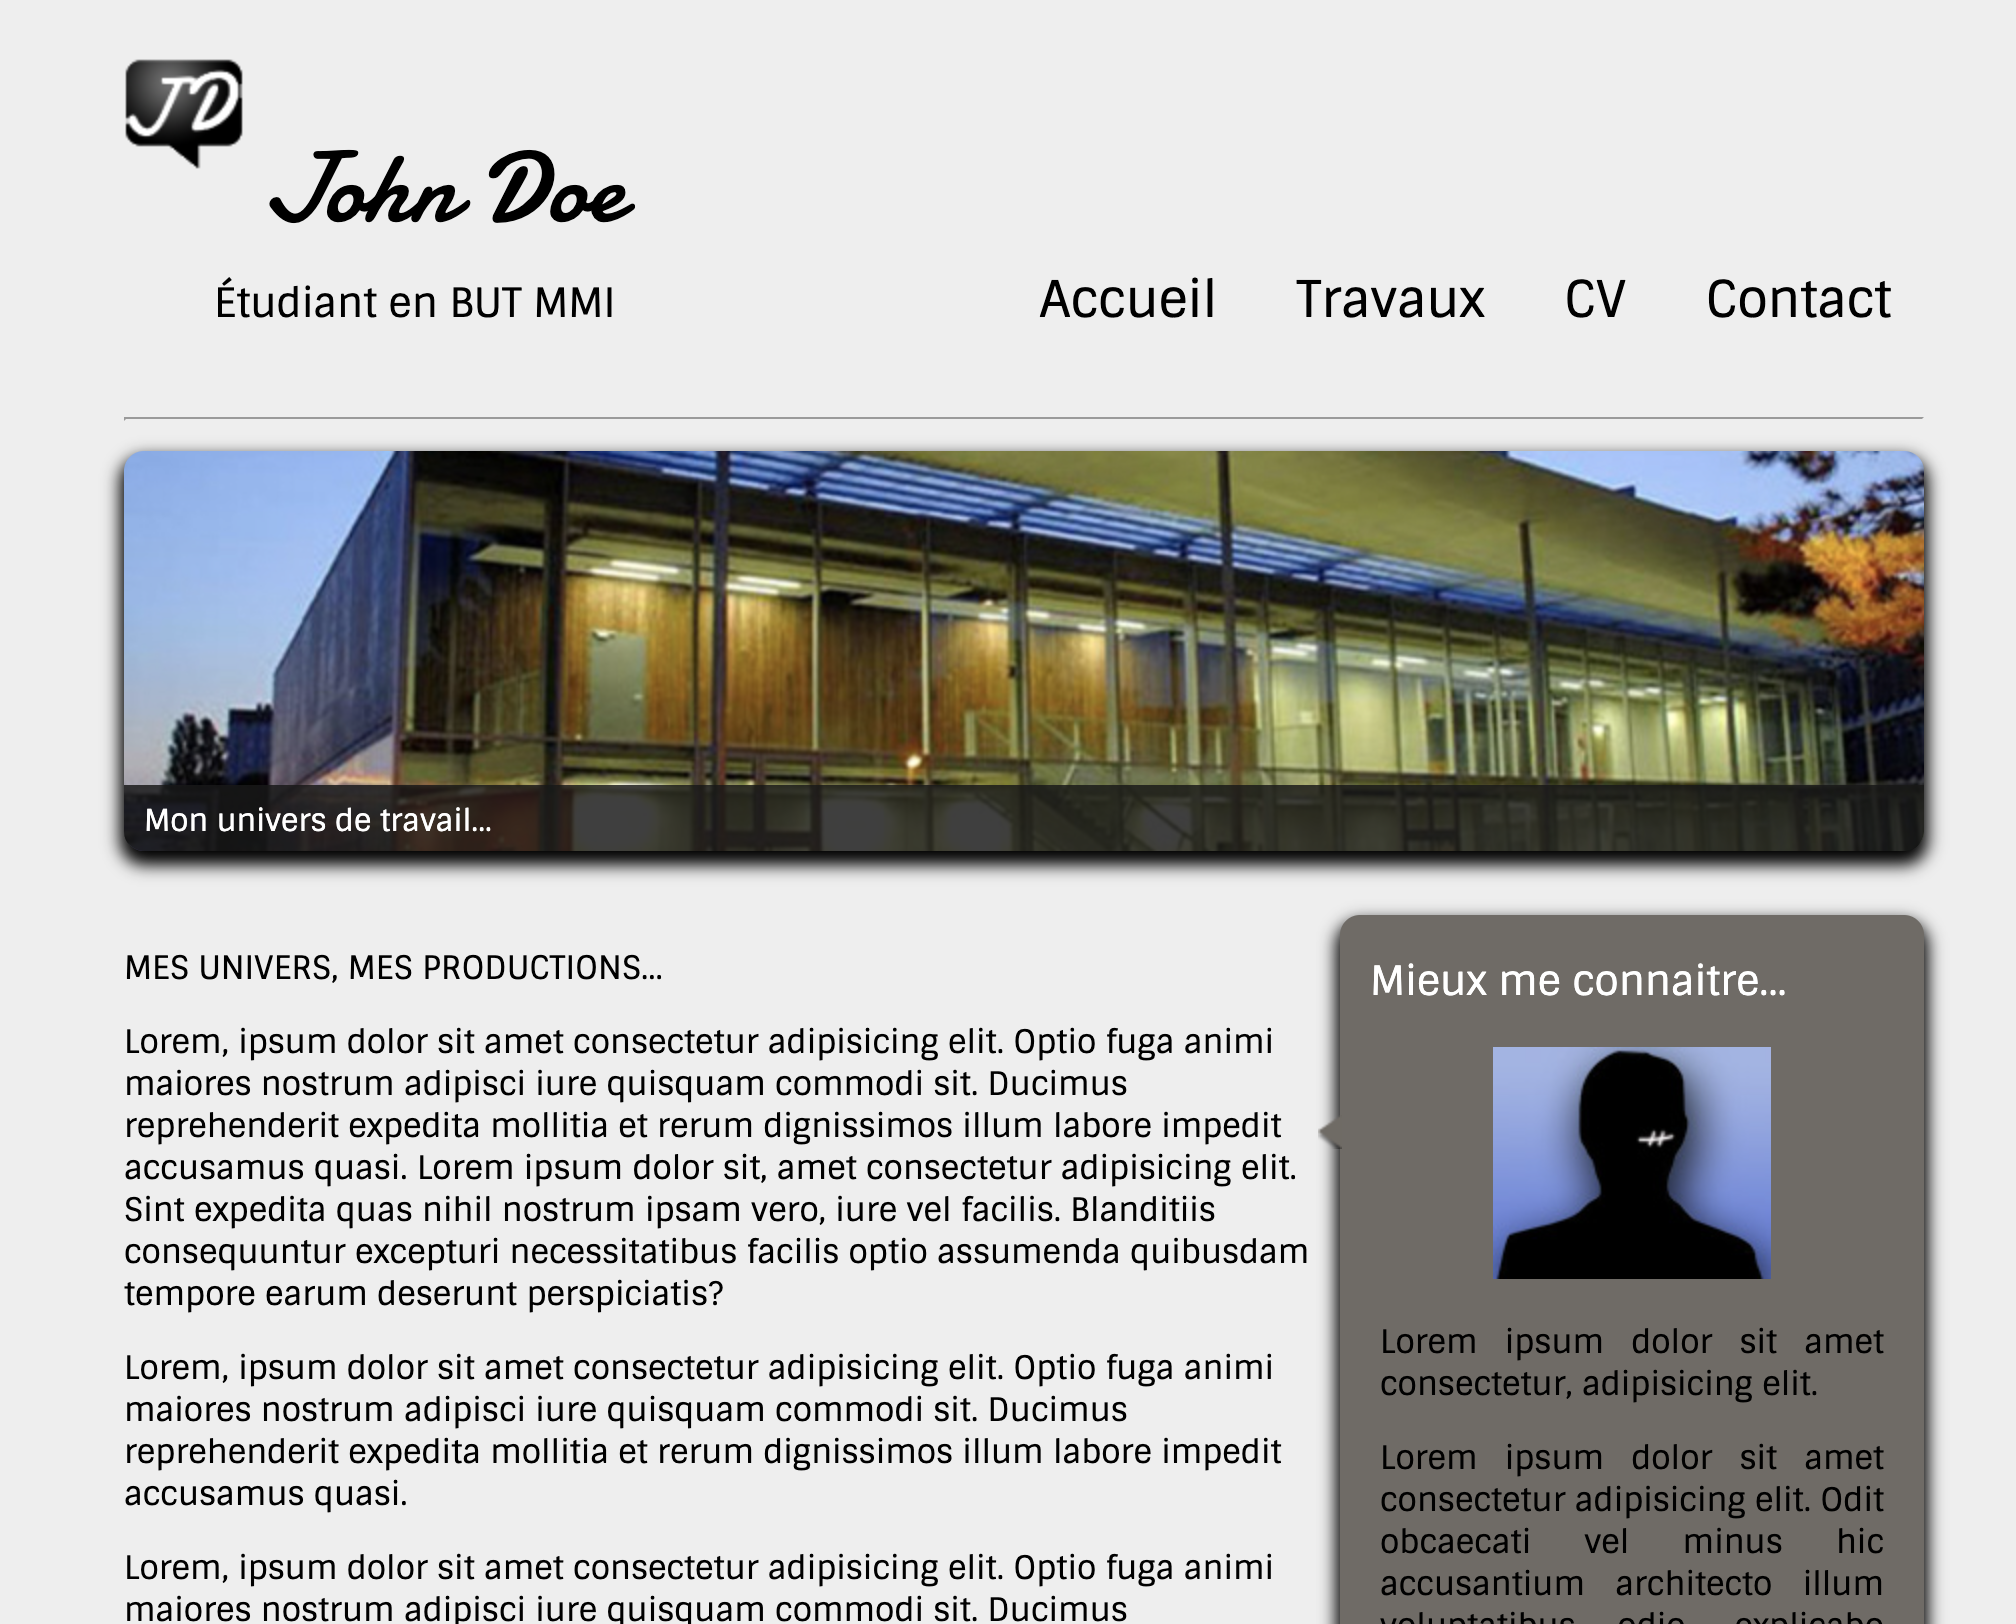 JD
John Doe
Étudiant en BUT MMI
Accueil Travaux CV Contact
Mon univers de travail...
MES UNIVERS, MES PRODUCTIONS...
Lorem, ipsum dolor sit amet consectetur adipisicing elit. Optio fuga animi
maiores nostrum adipisci iure quisquam commodi sit. Ducimus
reprehenderit expedita mollitia et rerum dignissimos illum labore impedit
accusamus quasi. Lorem ipsum dolor sit, amet consectetur adipisicing elit.
Sint expedita quas nihil nostrum ipsam vero, iure vel facilis. Blanditiis
consequuntur excepturi necessitatibus facilis optio assumenda quibusdam
tempore earum deserunt perspiciatis?
Lorem, ipsum dolor sit amet consectetur adipisicing elit. Optio fuga animi
maiores nostrum adipisci iure quisquam commodi sit. Ducimus
reprehenderit expedita mollitia et rerum dignissimos illum labore impedit
accusamus quasi.
Lorem, ipsum dolor sit amet consectetur adipisicing elit. Optio fuga animi
maiores nostrum adipisci iure quisquam commodi sit. Ducimus
Mieux me connaitre...
Lorem ipsum dolor sit amet
consectetur, adipisicing elit.
Lorem ipsum dolor sit amet
consectetur adipisicing elit. Odit
obcaecati vel minus hic
accusantium architecto illum
voluptatibus odio explicabo